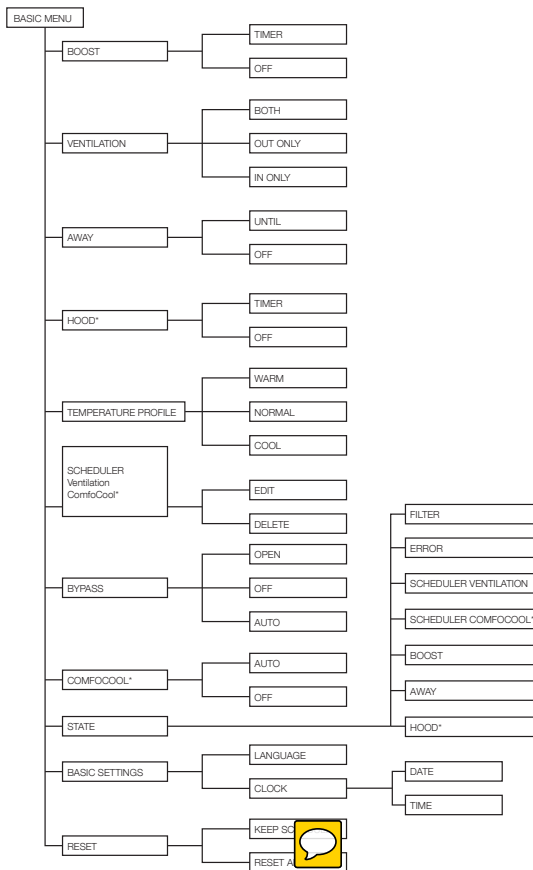 BASIC MENU
BOOST
TIMER
OFF
VENTILATION
BOTH
OUT ONLY
IN ONLY
AWAY
UNTIL
OFF
HOOD*
TIMER
OFF
TEMPERATURE PROFILE
WARM
NORMAL
COOL
SCHEDULER
Ventilation
ComfoCool*
EDIT
DELETE
BYPASS
OPEN
OFF
AUTO
COMFOCOOL*
AUTO
OFF
STATE
FILTER
ERROR
SCHEDULER VENTILATION
SCHEDULER COMFOCOOL*
BOOST
AWAY
HOOD*
BASIC SETTINGS
LANGUAGE
CLOCK
DATE
TIME
RESET
KEEP
RESET